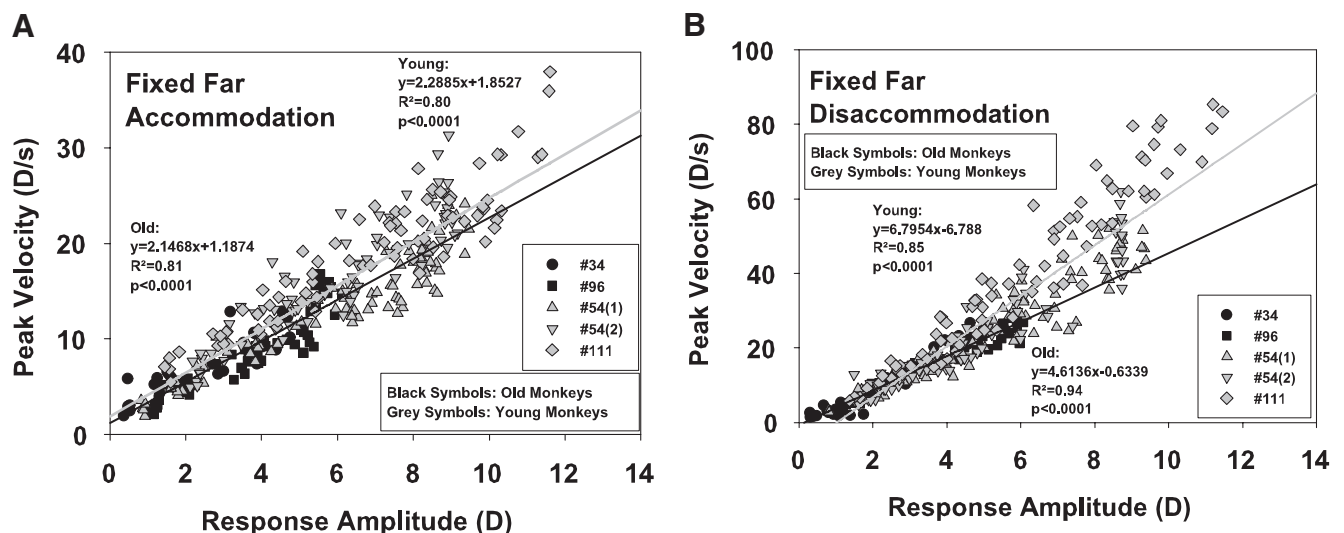 A
40
30
20
10
0
Peak Velocity (D/s)
Fixed Far
Accommodation
Young:
y=2.2885x+1.8527
R²=0.80
p<0.0001
Old:
y=2.1468x+1.1874
R²=0.81
p<0.0001
#34
#96
#54(1)
#54(2)
#111
Black Symbols: Old Monkeys
Grey Symbols: Young Monkeys
0 2 4 6 8 10 12 14
Response Amplitude (D)
B
100
80
60
40
20
0
Peak Velocity (D/s)
Fixed Far
Disaccommodation
Black Symbols: Old Monkeys
Grey Symbols: Young Monkeys
Young:
y=6.7954x-6.788
R²=0.85
p<0.0001
Old:
y=4.6136x-0.6339
R²=0.94
p<0.0001
#34
#96
#54(1)
#54(2)
#111
0 2 4 6 8 10 12 14
Response Amplitude (D)